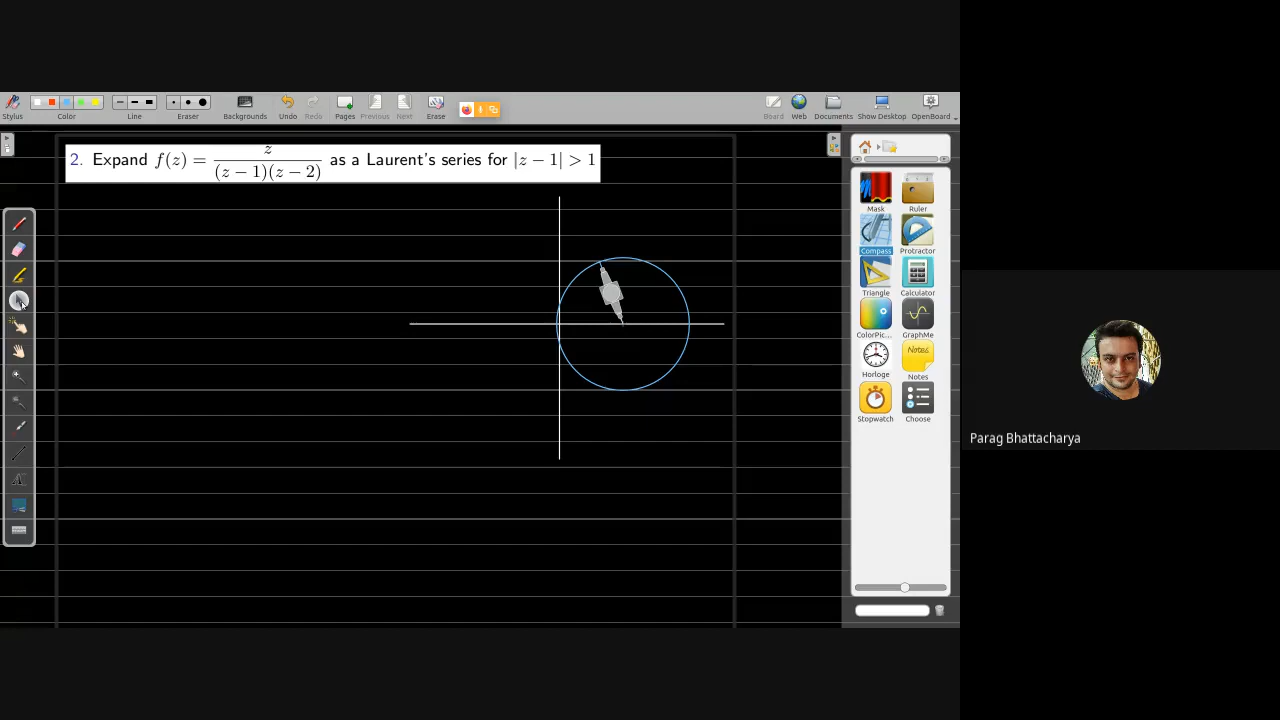 Stylus Color Line Eraser Backgrounds Undo Redo Pages Previous Next Erase Board Web Documents Show Desktop OpenBoard
2. Expand f(z) = z / (z − 1)(z − 2) as a Laurent's series for |z − 1| > 1
Mask Ruler
Compass Protractor
Triangle Calculator
ColorPic... GraphMe
Notes
Horloge Notes
Stopwatch Choose
Parag Bhattacharya